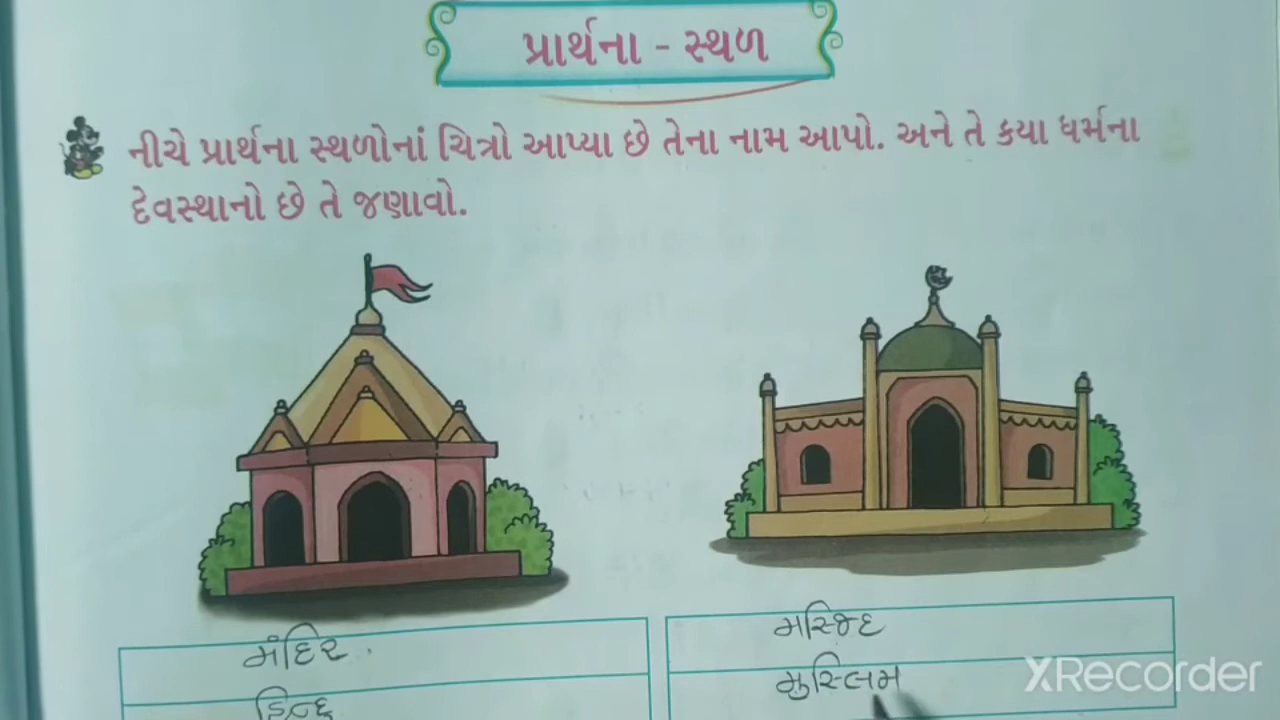 પ્રાર્થના - સ્થળ
નીચે પ્રાર્થના સ્થળોનાં ચિત્રો આપ્યા છે તેના નામ આપો. અને તે કયા ધર્મના
દેવસ્થાનો છે તે જણાવો.
મંદિર.
મસ્જિદ
હિન્દુ
મુસ્લિમ
XRecorder